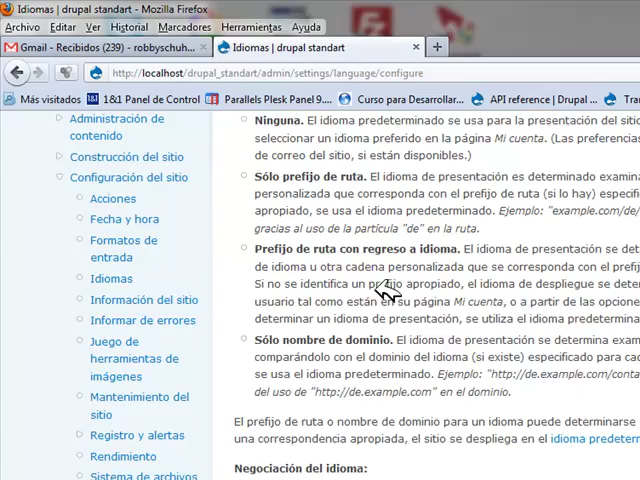 Idiomas | drupal standart - Mozilla Firefox
Archivo Editar Ver Historial Marcadores Herramientas Ayuda
Gmail - Recibidos (239) - robbyschuh... × Idiomas | drupal standart × +
http://localhost/drupal_standart/admin/settings/language/configure
Más visitados 1&1 Panel de Control Parallels Plesk Panel 9.... Curso para Desarrollar... API reference | Drupal ... Tra
Administración de
contenido
Construcción del sitio
Configuración del sitio
Acciones
Fecha y hora
Formatos de
entrada
Idiomas
Información del sitio
Informar de errores
Juego de
herramientas de
imágenes
Mantenimiento del
sitio
Registro y alertas
Rendimiento
Sistema de archivos
Ninguna. El idioma predeterminado se usa para la presentación del sitio
seleccionar un idioma preferido en la página Mi cuenta. (Las preferencias
de correo del sitio, si están disponibles.)
Sólo prefijo de ruta. El idioma de presentación es determinado examina
personalizada que corresponda con el prefijo de ruta (si lo hay) especific
apropiado, se usa el idioma predeterminado. Ejemplo: "example.com/de/
gracias al uso de la partícula "de" en la ruta.
Prefijo de ruta con regreso a idioma. El idioma de presentación se det
de idioma u otra cadena personalizada que se corresponda con el prefij
Si no se identifica un prefijo apropiado, el idioma de despliegue se deter
usuario tal como están en su página Mi cuenta, o a partir de las opcione
determinar un idioma de presentación, se utiliza el idioma predetermina
Sólo nombre de dominio. El idioma de presentación se determina exam
comparándolo con el dominio del idioma (si existe) especificado para cad
se usa el idioma predeterminado. Ejemplo: "http://de.example.com/conta
del uso de "http://de.example.com" en el dominio.
El prefijo de ruta o nombre de dominio para un idioma puede determinarse
una correspondencia apropiada, el sitio se despliega en el idioma predeterm
Negociación del idioma: